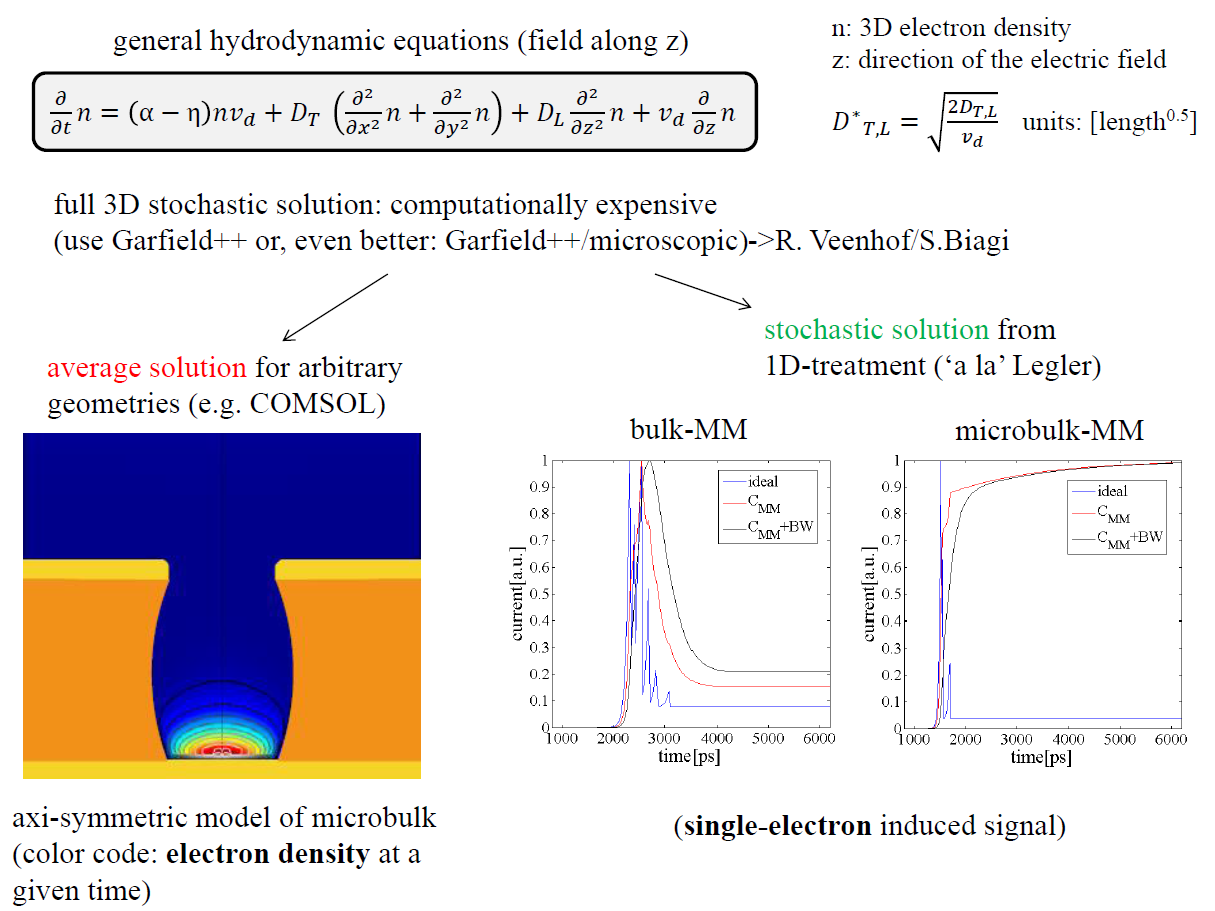 general hydrodynamic equations (field along z)
n: 3D electron density
z: direction of the electric field
∂/∂t n = (α − η)nv_d + D_T (∂²/∂x² n + ∂²/∂y² n) + D_L ∂²/∂z² n + v_d ∂/∂z n
D*_T,L = √(2D_T,L / v_d) units: [length^0.5]
full 3D stochastic solution: computationally expensive
(use Garfield++ or, even better: Garfield++/microscopic)->R. Veenhof/S.Biagi
average solution for arbitrary
geometries (e.g. COMSOL)
stochastic solution from
1D-treatment (‘a la’ Legler)
bulk-MM
1
0.9
0.8
0.7
0.6
0.5
0.4
0.3
0.2
0.1
0
current[a.u.]
ideal
C_MM
C_MM+BW
1000 2000 3000 4000 5000 6000
time[ps]
microbulk-MM
1
0.9
0.8
0.7
0.6
0.5
0.4
0.3
0.2
0.1
0
current[a.u.]
ideal
C_MM
C_MM+BW
1000 2000 3000 4000 5000 6000
time[ps]
axi-symmetric model of microbulk
(color code: electron density at a
given time)
(single-electron induced signal)